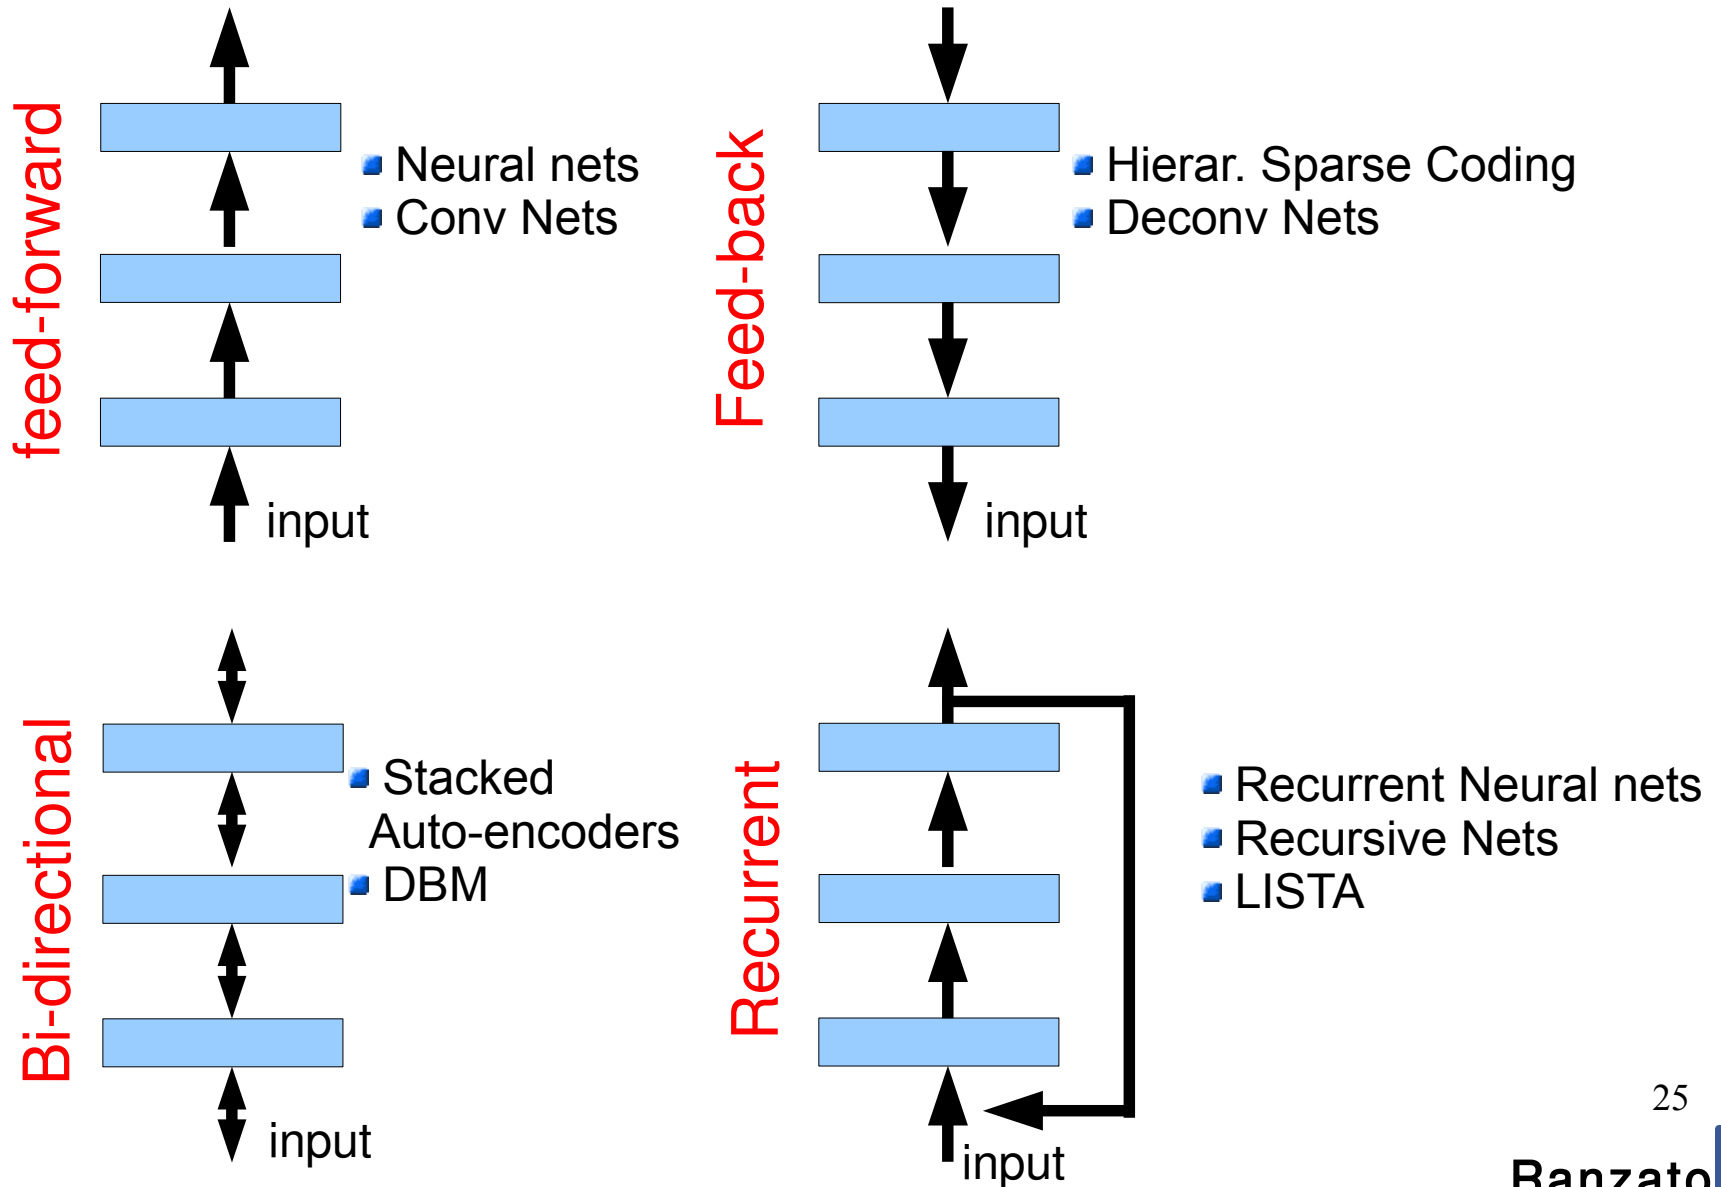 feed-forward
Neural nets
Conv Nets
input
Feed-back
Hierar. Sparse Coding
Deconv Nets
input
Bi-directional
Stacked
Auto-encoders
DBM
input
Recurrent
Recurrent Neural nets
Recursive Nets
LISTA
input
25
Ranzato